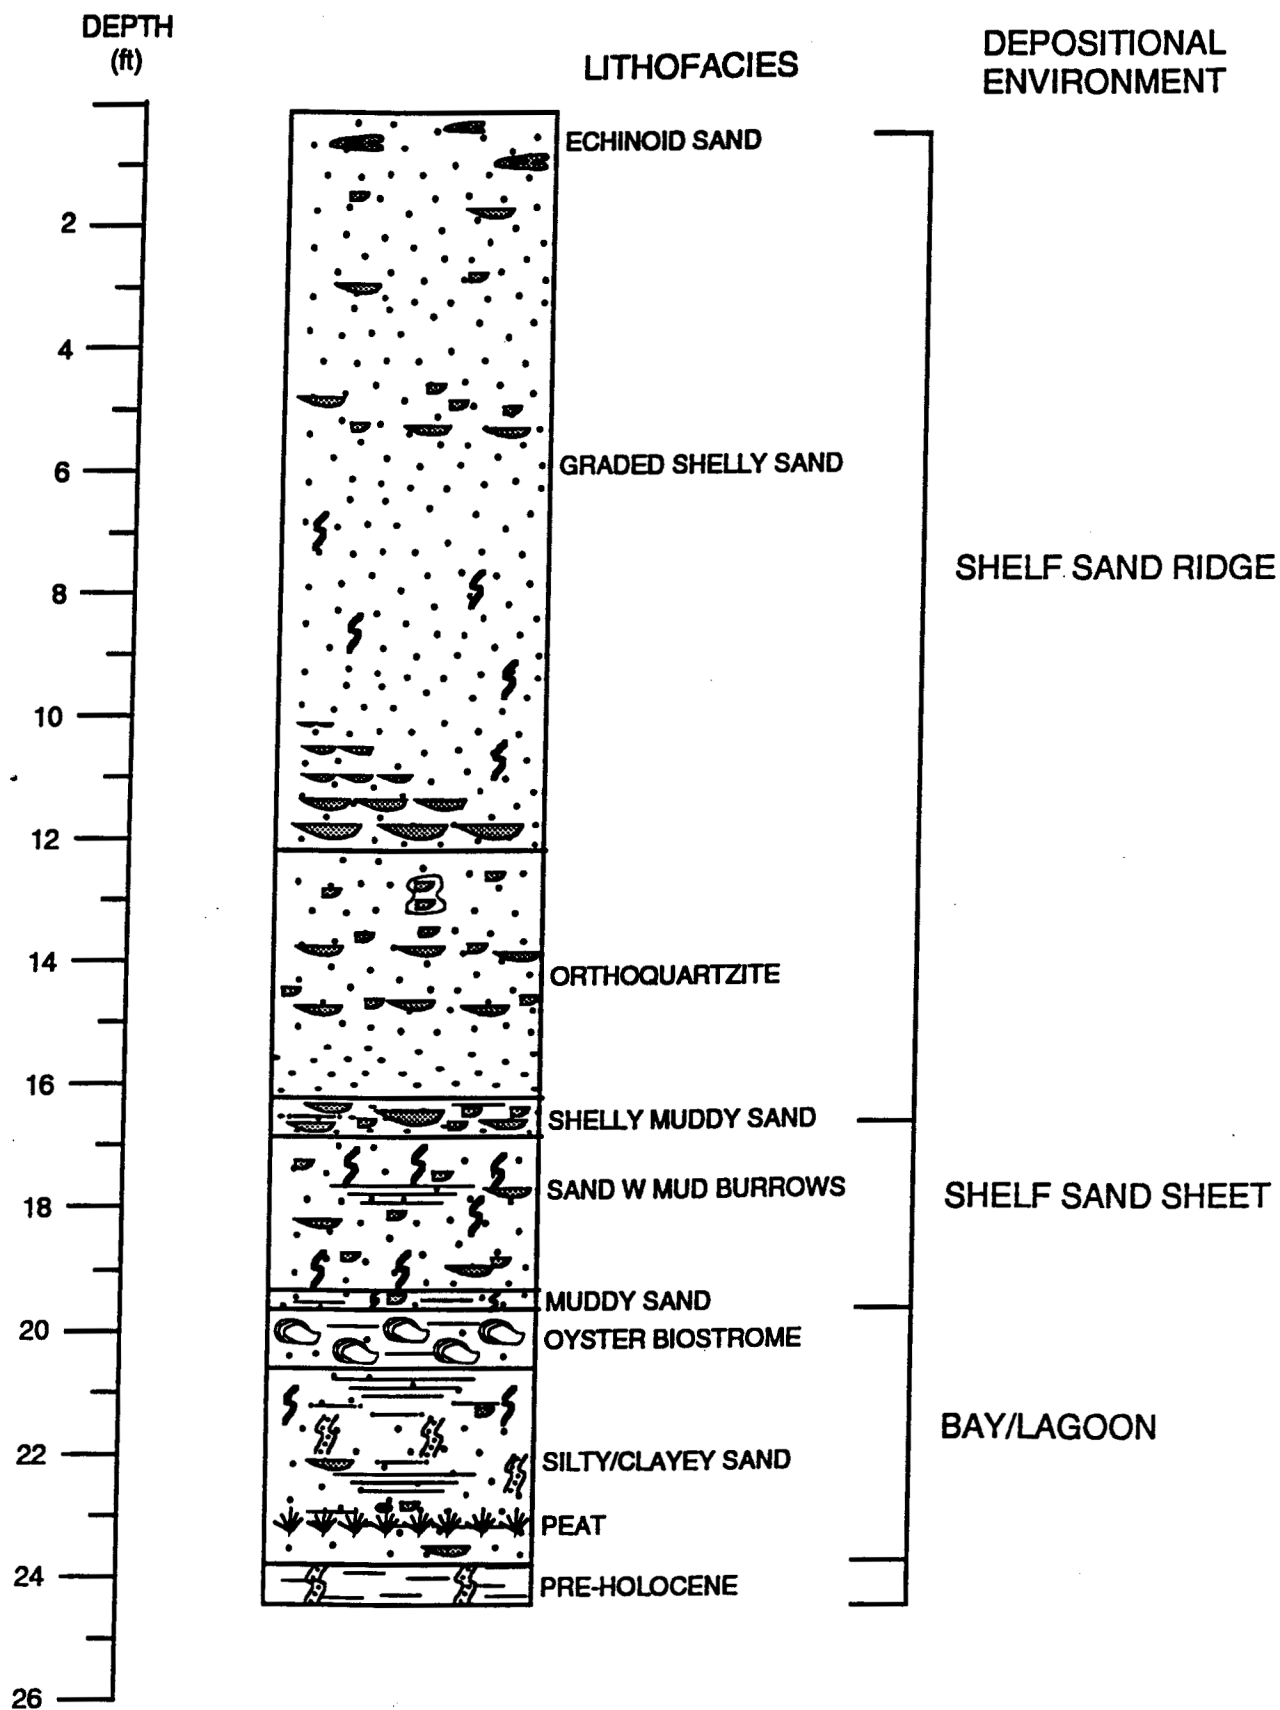 DEPTH
(ft)
LITHOFACIES
DEPOSITIONAL
ENVIRONMENT
ECHINOID SAND
2
4
GRADED SHELLY SAND
6
SHELF SAND RIDGE
8
10
12
14
ORTHOQUARTZITE
16
SHELLY MUDDY SAND
SAND W MUD BURROWS
18
SHELF SAND SHEET
MUDDY SAND
20
OYSTER BIOSTROME
BAY/LAGOON
22
SILTY/CLAYEY SAND
PEAT
24
PRE-HOLOCENE
26